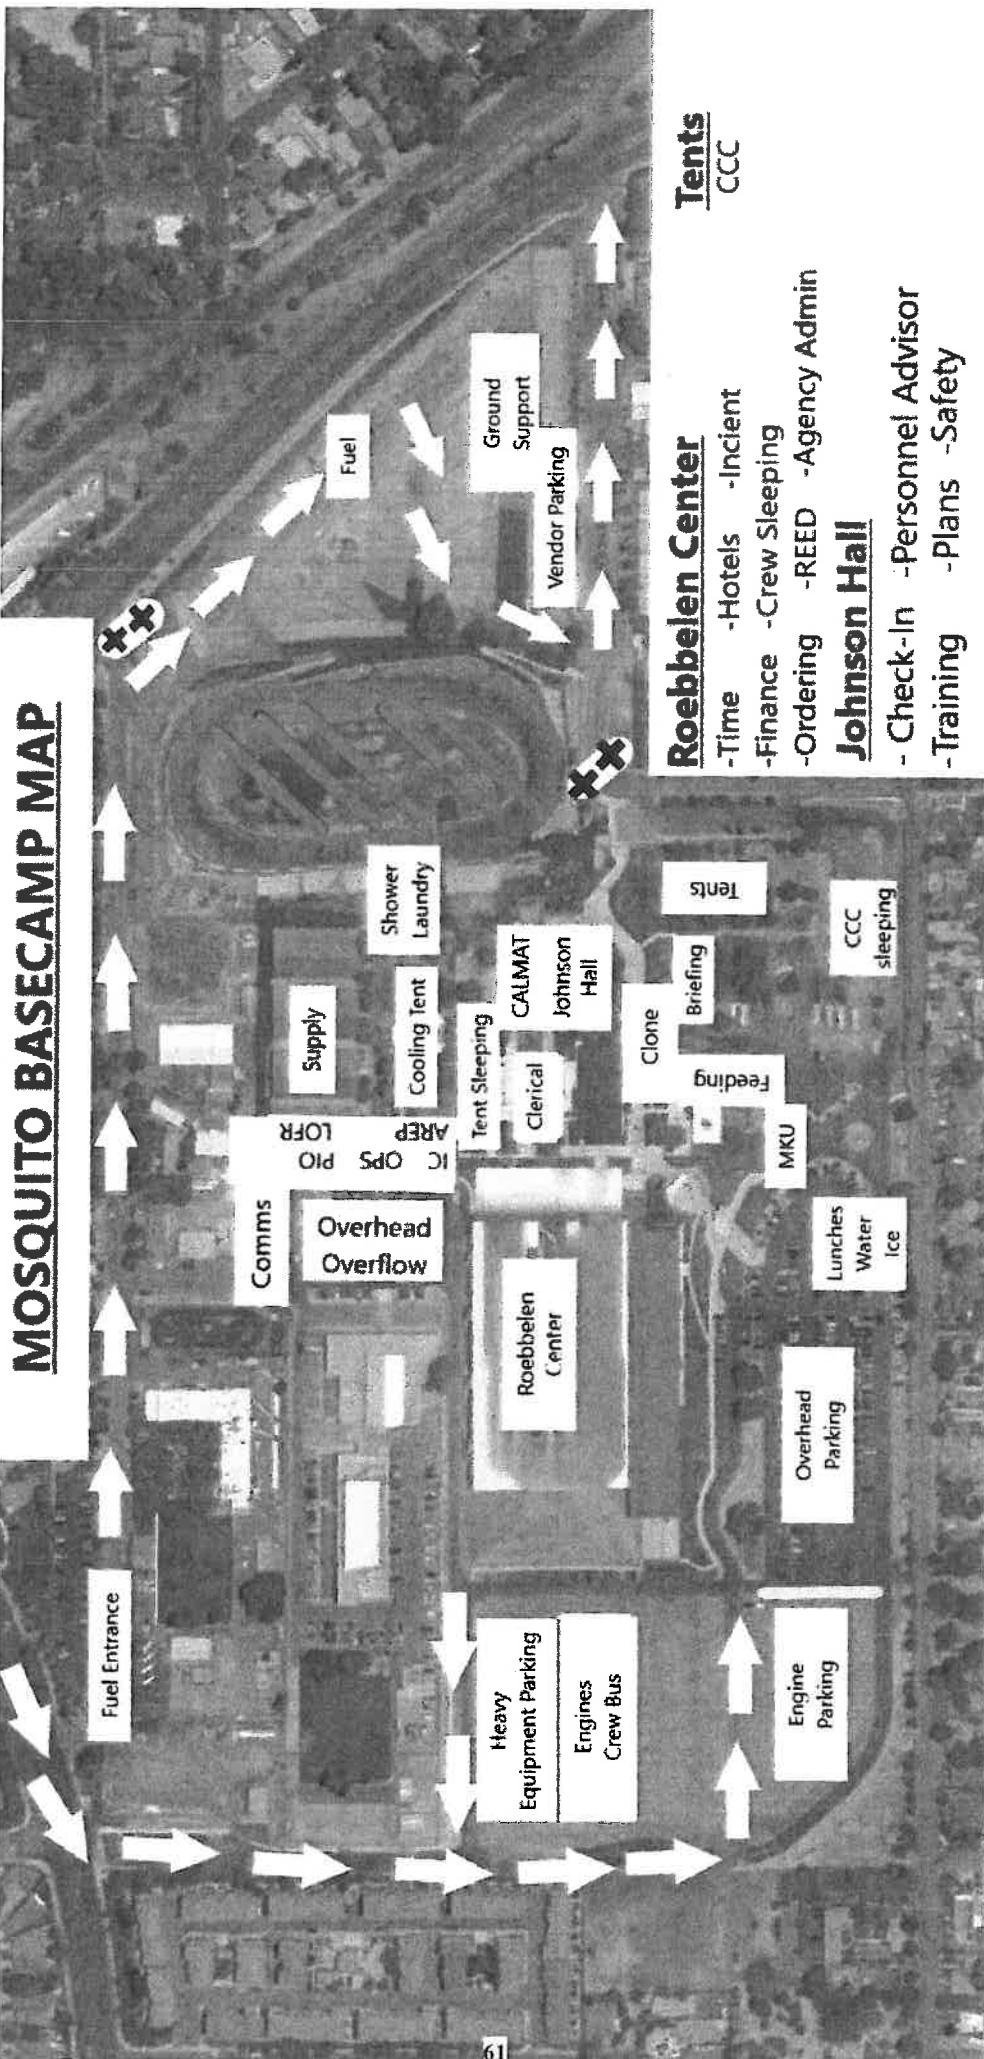 MOSQUITO BASECAMP MAP
Fuel Entrance
Fuel
Ground
Support
Vendor Parking
Comms
LOFR
AREP
PIO
OPS
IC
Overhead
Overflow
Supply
Cooling Tent
Shower
Laundry
Tent Sleeping
Clerical
CALMAT
Johnson
Hall
Roebbelen
Center
Clone
Briefing
Tents
Feeding
MKU
CCC
sleeping
Lunches
Water
Ice
Overhead
Parking
Heavy
Equipment Parking
Engines
Crew Bus
Engine
Parking
Roebbelen Center
-Time -Hotels -Incient
-Finance -Crew Sleeping
-Ordering -REED -Agency Admin
Johnson Hall
- Check-In -Personnel Advisor
-Training -Plans -Safety
Tents
CCC
61